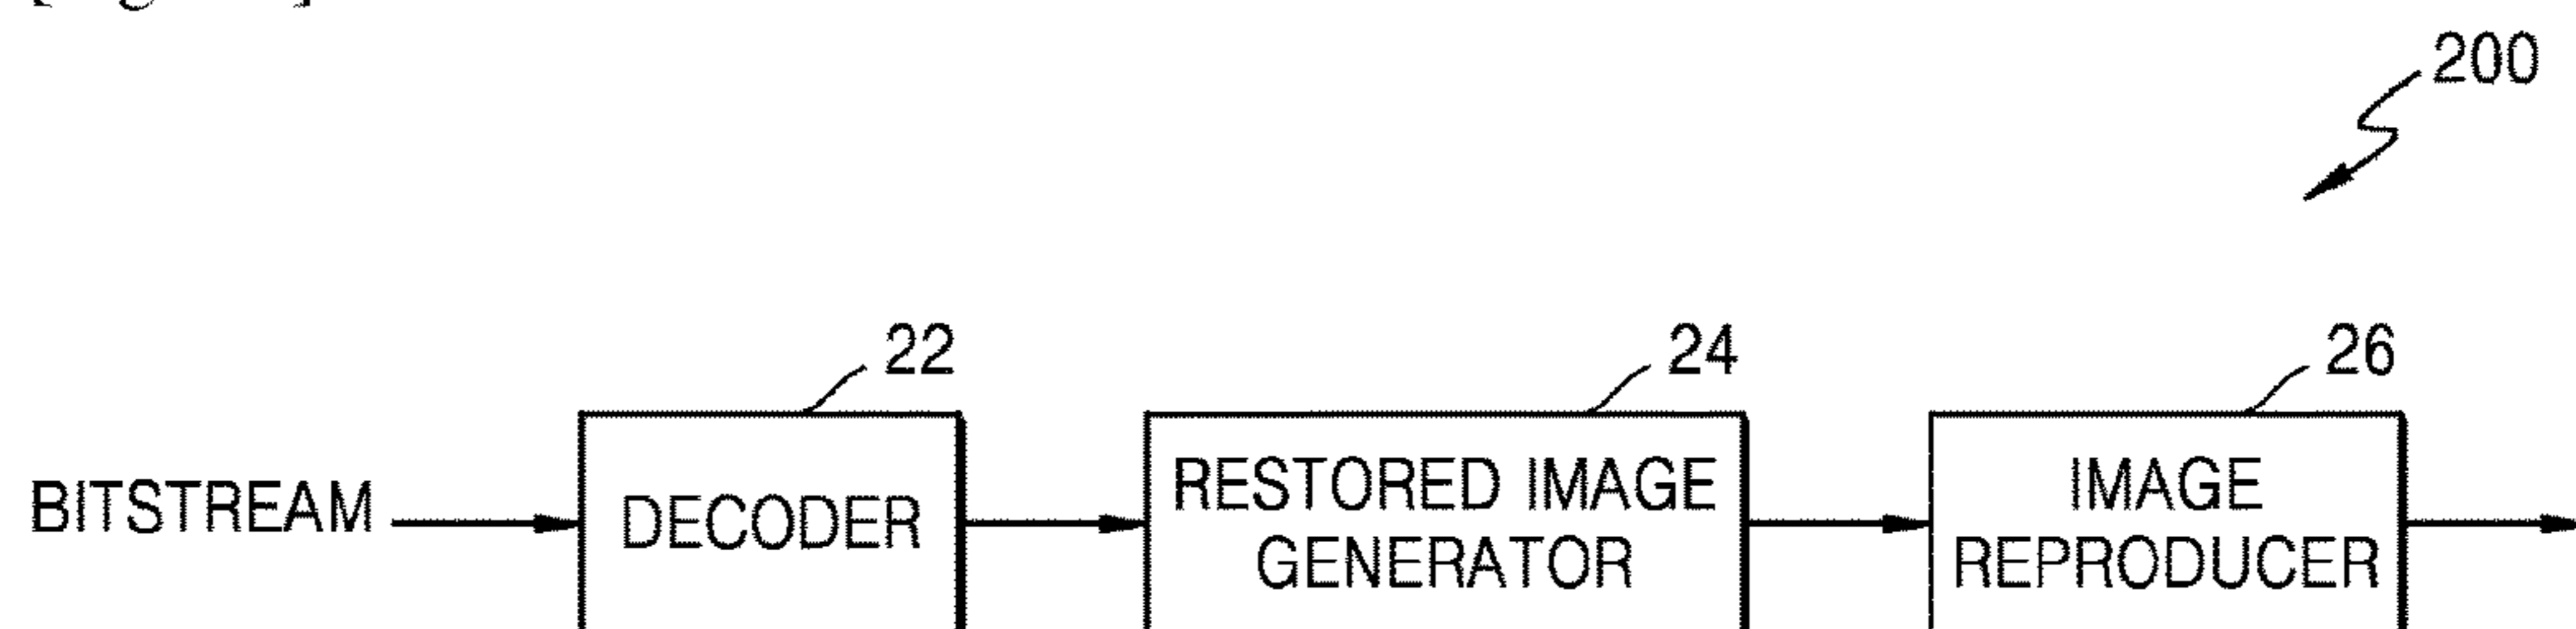 200
22
24
26
BITSTREAM
DECODER
RESTORED IMAGE
GENERATOR
IMAGE
REPRODUCER